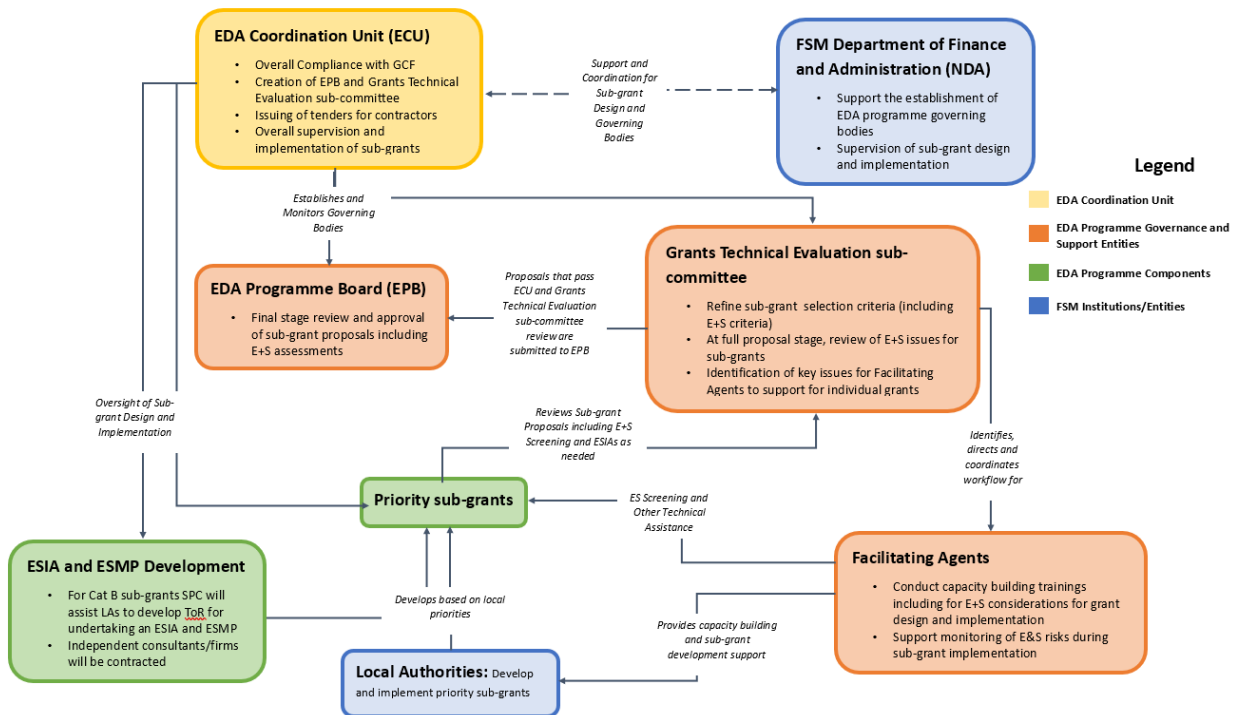 EDA Coordination Unit (ECU)
• Overall Compliance with GCF
• Creation of EPB and Grants Technical
Evaluation sub-committee
• Issuing of tenders for contractors
• Overall supervision and
implementation of sub-grants
Support and
Coordination for
Sub-grant
Design and
Governing
Bodies
FSM Department of Finance
and Administration (NDA)
• Support the establishment of
EDA programme governing
bodies
• Supervision of sub-grant design
and implementation
Legend
EDA Coordination Unit
EDA Programme Governance and
Support Entities
EDA Programme Components
FSM Institutions/Entities
Establishes and
Monitors Governing
Bodies
EDA Programme Board (EPB)
• Final stage review and approval
of sub-grant proposals including
E+S assessments
Proposals that pass
ECU and Grants
Technical Evaluation
sub-committee
review are
submitted to EPB
Grants Technical Evaluation sub-
committee
• Refine sub-grant selection criteria (including
E+S criteria)
• At full proposal stage, review of E+S issues for
sub-grants
• Identification of key issues for Facilitating
Agents to support for individual grants
Oversight of Sub-
grant Design and
Implementation
Reviews Sub-grant
Proposals including E+S
Screening and ESIAs as
needed
Identifies,
directs and
coordinates
workflow for
Priority sub-grants
ES Screening and
Other Technical
Assistance
ESIA and ESMP Development
• For Cat B sub-grants SPC will
assist LAs to develop ToR for
undertaking an ESIA and ESMP
• Independent consultants/firms
will be contracted
Develops based on local
priorities
Provides capacity building
and sub-grant
development support
Facilitating Agents
• Conduct capacity building trainings
including for E+S considerations for grant
design and implementation
• Support monitoring of E&S risks during
sub-grant implementation
Local Authorities: Develop
and implement priority sub-grants